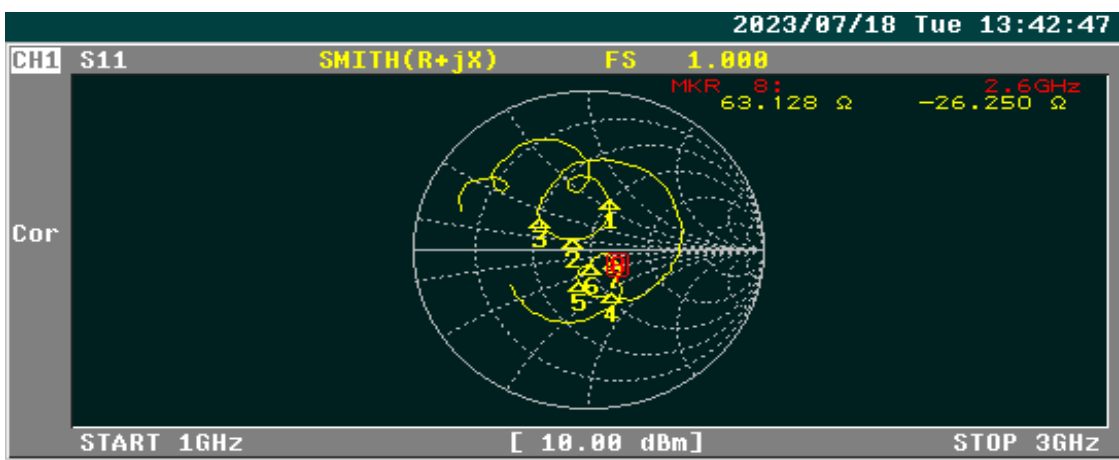 2023/07/18 Tue 13:42:47
CH1 S11 SMITH(R+jX) FS 1.000
MKR 8: 2.6GHz
63.128 Ω -26.250 Ω
Cor
1
3
2
6
7
5
4
START 1GHz [ 10.00 dBm] STOP 3GHz